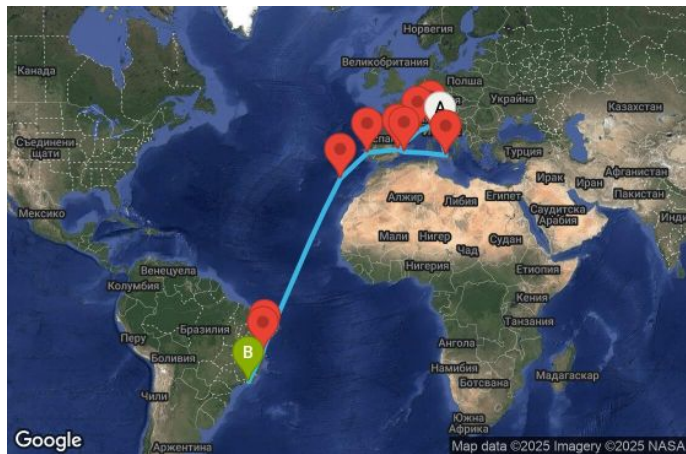 Норвегия
Канада
Великобритания
Полша
Украйна
Казахстан
Съединени
щати
Турция
Ирак
Иран
Афганистан
Пакистан
Алжир
Либия
Египет
Саудитска
Арабия
Мексико
Мали
Нигер
Чад
Судан
Венецуела
Нигерия
Етиопия
Колумбия
Кения
Бразилия
Танзания
Перу
Ангола
Боливия
Намибия
Мадагаскар
Ботсвана
Чили
Южна
Африка
Аржентина
A
B
Google
Map data ©2025 Imagery ©2025 NASA